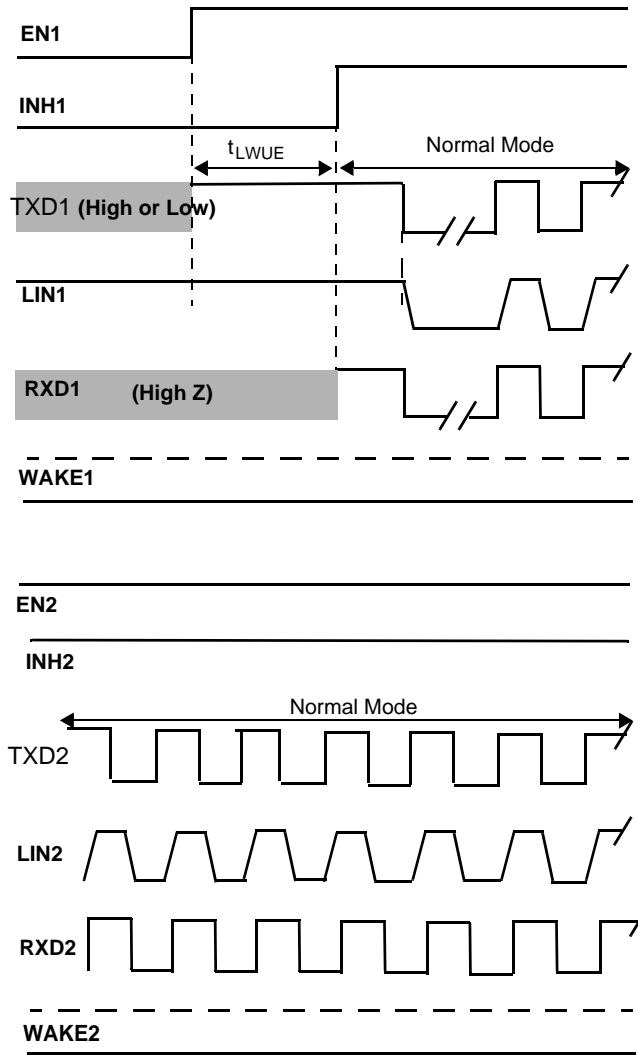 EN1
INH1
tLWUE
Normal Mode
TXD1 (High or Low)
LIN1
RXD1 (High Z)
WAKE1
EN2
INH2
Normal Mode
TXD2
LIN2
RXD2
WAKE2